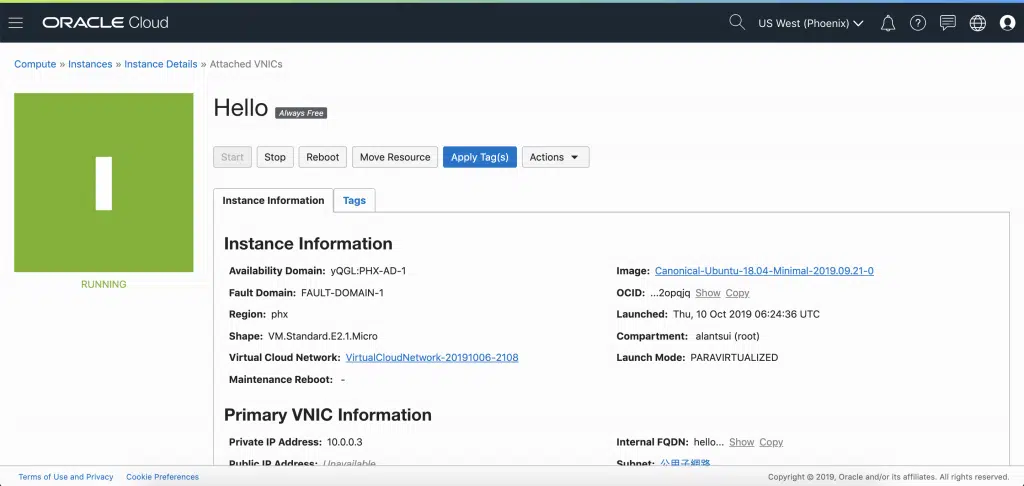 ORACLE Cloud
US West (Phoenix)
Compute » Instances » Instance Details » Attached VNICs
Hello Always Free
Start Stop Reboot Move Resource Apply Tag(s) Actions
Instance Information Tags
Instance Information
Availability Domain: yQGL:PHX-AD-1
Fault Domain: FAULT-DOMAIN-1
Region: phx
Shape: VM.Standard.E2.1.Micro
Virtual Cloud Network: VirtualCloudNetwork-20191006-2108
Maintenance Reboot: -
Image: Canonical-Ubuntu-18.04-Minimal-2019.09.21-0
OCID: ...2opqjq Show Copy
Launched: Thu, 10 Oct 2019 06:24:36 UTC
Compartment: alantsui (root)
Launch Mode: PARAVIRTUALIZED
RUNNING
Primary VNIC Information
Private IP Address: 10.0.0.3
Public IP Address: Unavailable
Internal FQDN: hello... Show Copy
Subnet: 公用子網路
Terms of Use and Privacy Cookie Preferences
Copyright © 2019, Oracle and/or its affiliates. All rights reserved.